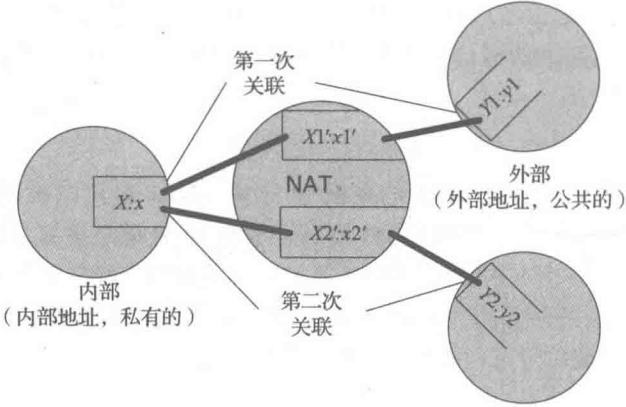 第一次
关联
X1′:x1′
Y1:y1
X:x
NAT
外部
（外部地址，公共的）
X2′:x2′
内部
（内部地址，私有的）
第二次
关联
Y2:y2